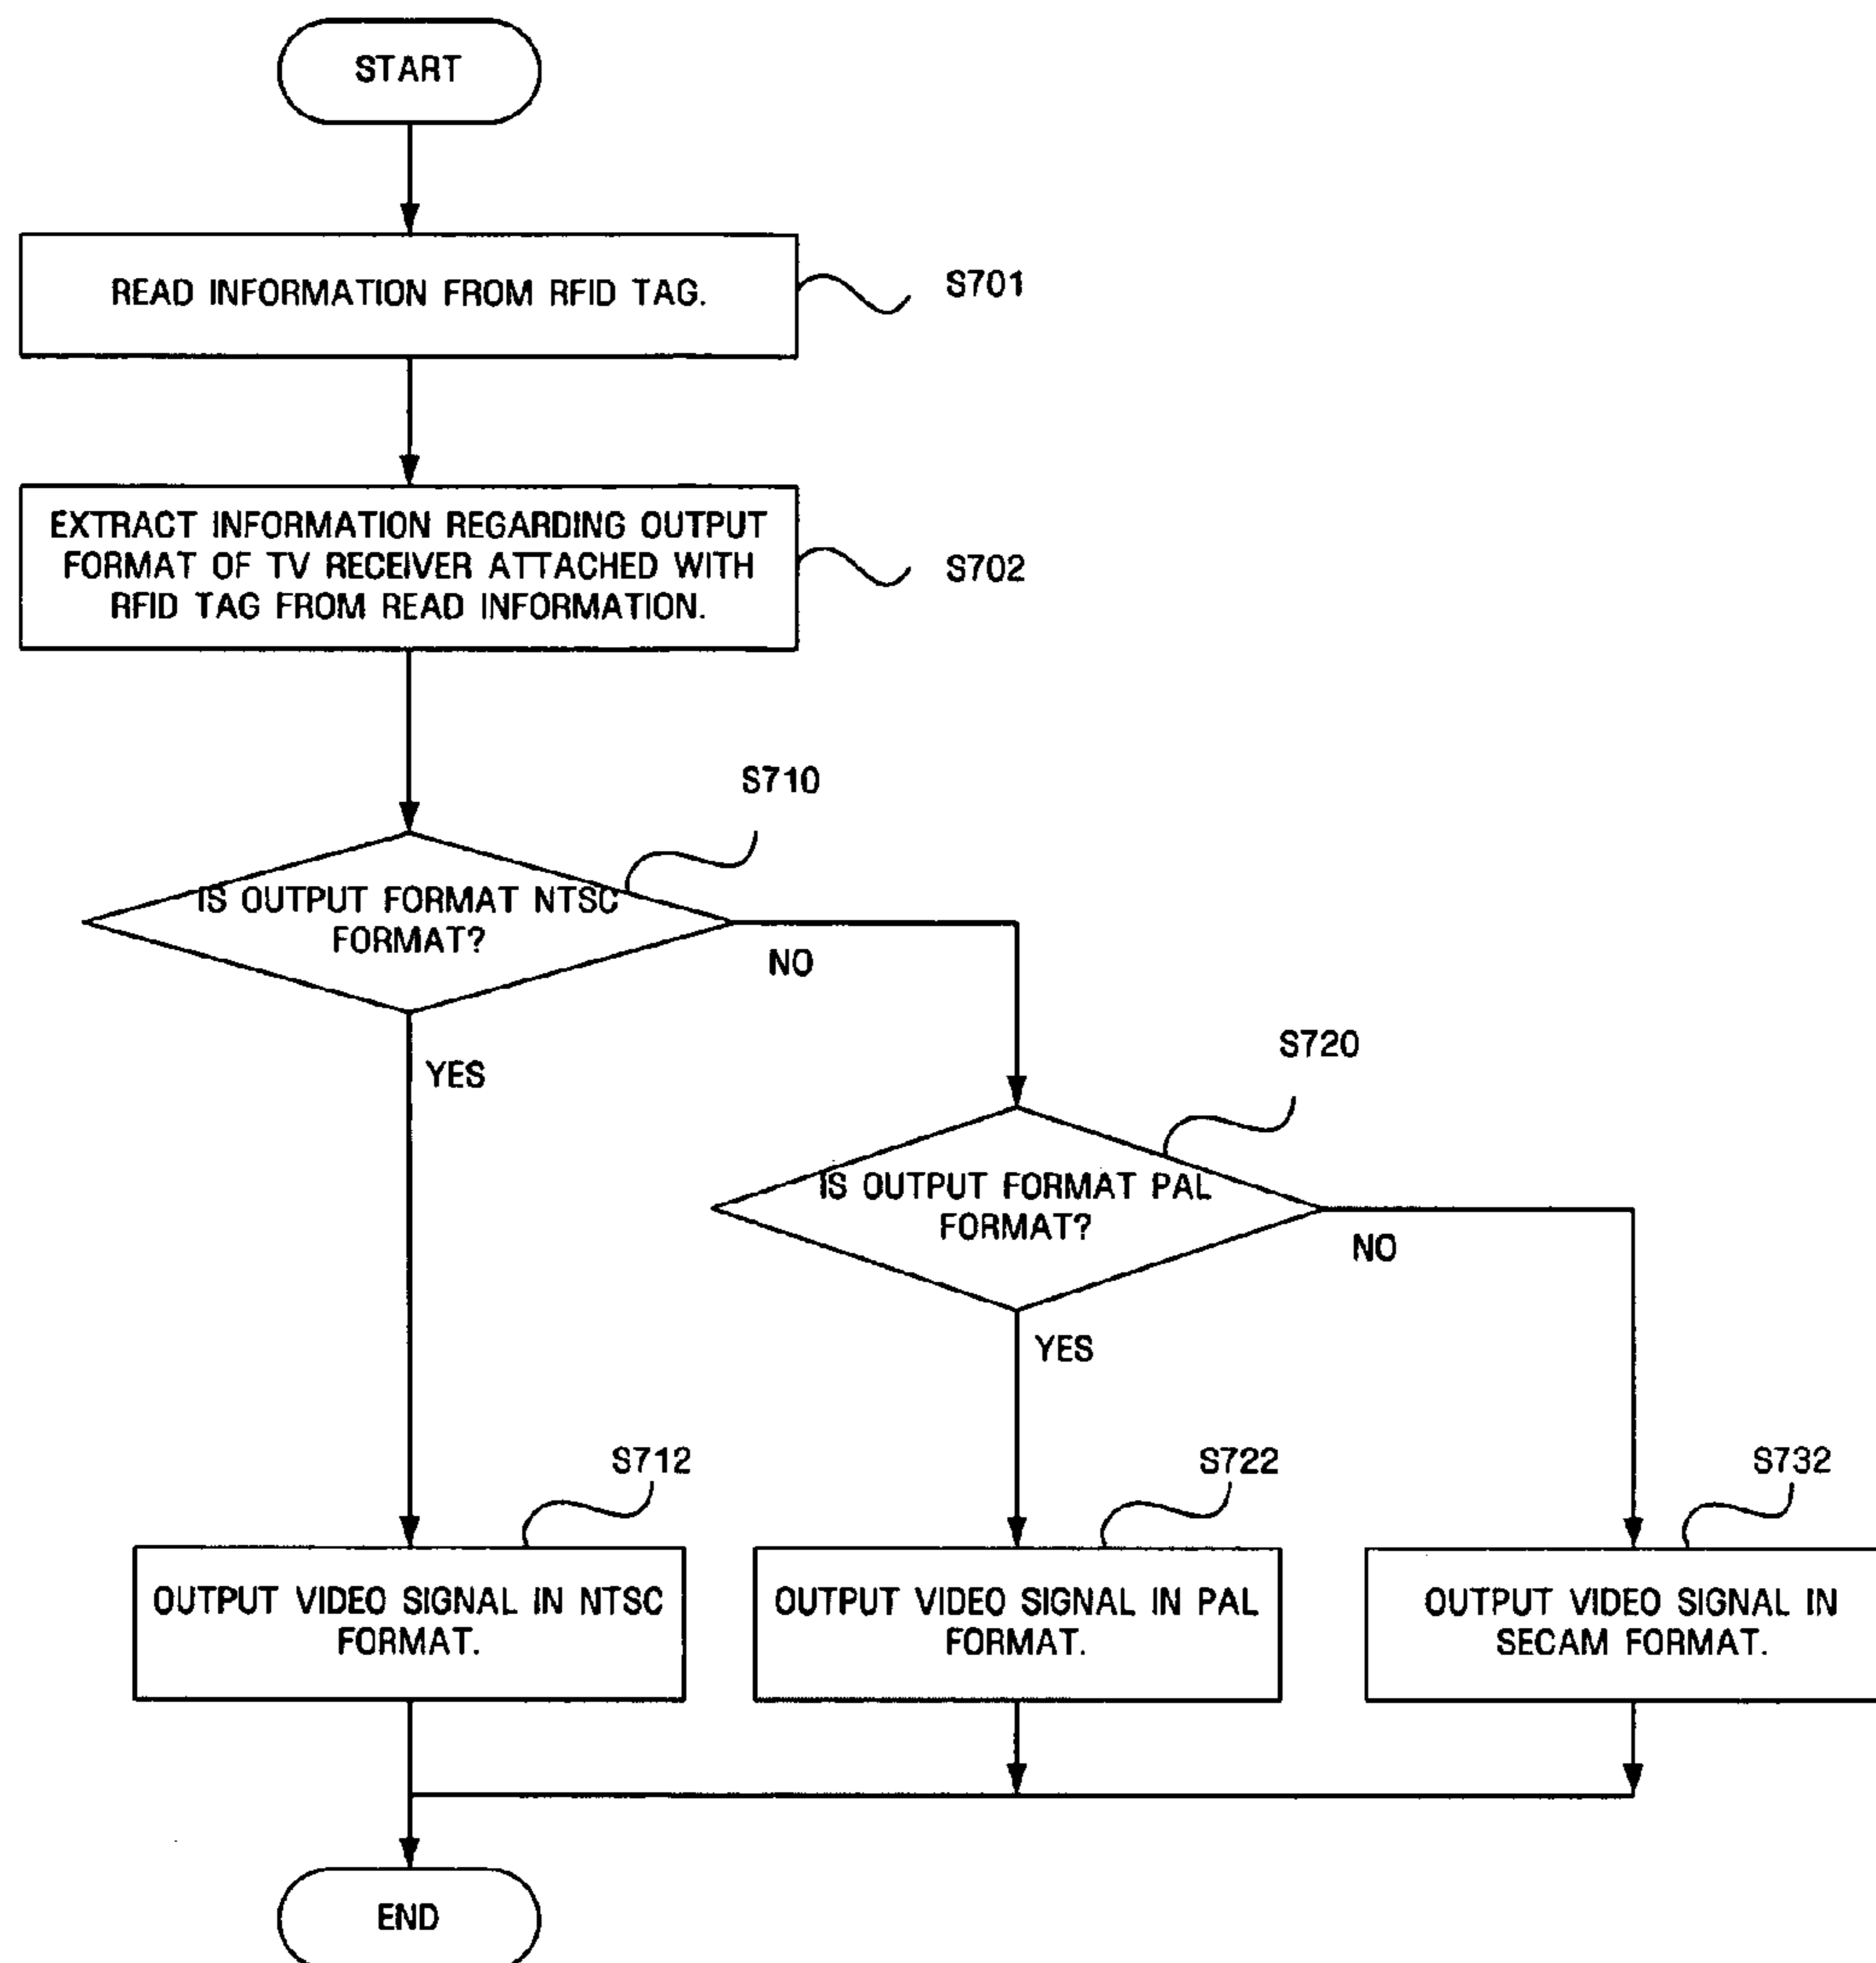 START
READ INFORMATION FROM RFID TAG.
S701
EXTRACT INFORMATION REGARDING OUTPUT
FORMAT OF TV RECEIVER ATTACHED WITH
RFID TAG FROM READ INFORMATION.
S702
S710
IS OUTPUT FORMAT NTSC
FORMAT?
NO
YES
S720
IS OUTPUT FORMAT PAL
FORMAT?
NO
YES
S712
OUTPUT VIDEO SIGNAL IN NTSC
FORMAT.
S722
OUTPUT VIDEO SIGNAL IN PAL
FORMAT.
S732
OUTPUT VIDEO SIGNAL IN
SECAM FORMAT.
END